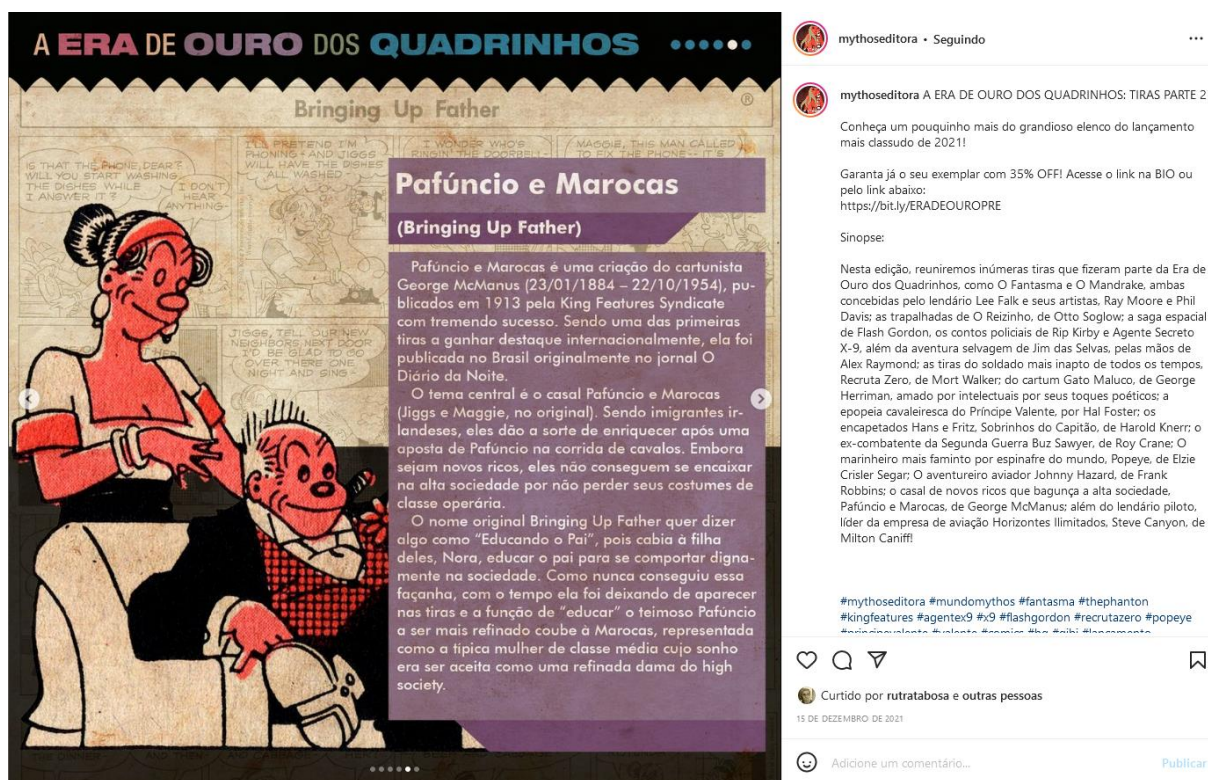 A ERA DE OURO DOS QUADRINHOS
Bringing Up Father
®
IS THAT THE PHONE, DEAR?
WILL YOU START WASHING
THE DISHES WHILE
I ANSWER IT?
I DON'T
HEAR
ANYTHING-
I'LL PRETEND I'M
PHONING - AND JIGGS
WILL HAVE THE DISHES
ALL WASHED -
I WONDER WHO'S
RINGIN' THE DOORBELL-
MAGGIE, THIS MAN CALLED
TO FIX THE PHONE-- IT'S
JIGGS, TELL OUR NEW
NEIGHBORS NEXT DOOR
I'D BE GLAD TO GO
OVER THERE ONE
NIGHT AND SING-
Pafúncio e Marocas
(Bringing Up Father)
Pafúncio e Marocas é uma criação do cartunista
George McManus (23/01/1884 – 22/10/1954), pu-
blicados em 1913 pela King Features Syndicate
com tremendo sucesso. Sendo uma das primeiras
tiras a ganhar destaque internacionalmente, ela foi
publicada no Brasil originalmente no jornal O
Diário da Noite.
O tema central é o casal Pafúncio e Marocas
(Jiggs e Maggie, no original). Sendo imigrantes ir-
landeses, eles dão a sorte de enriquecer após uma
aposta de Pafúncio na corrida de cavalos. Embora
sejam novos ricos, eles não conseguem se encaixar
na alta sociedade por não perder seus costumes de
classe operária.
O nome original Bringing Up Father quer dizer
algo como “Educando o Pai”, pois cabia à filha
deles, Nora, educar o pai para se comportar digna-
mente na sociedade. Como nunca conseguiu essa
façanha, com o tempo ela foi deixando de aparecer
nas tiras e a função de “educar” o teimoso Pafúncio
a ser mais refinado coube à Marocas, representada
como a típica mulher de classe média cujo sonho
era ser aceita como uma refinada dama do high
society.
mythoseditora • Seguindo
mythoseditora A ERA DE OURO DOS QUADRINHOS: TIRAS PARTE 2
Conheça um pouquinho mais do grandioso elenco do lançamento
mais classudo de 2021!
Garanta já o seu exemplar com 35% OFF! Acesse o link na BIO ou
pelo link abaixo:
https://bit.ly/ERADEOUROPRE
Sinopse:
Nesta edição, reuniremos inúmeras tiras que fizeram parte da Era de
Ouro dos Quadrinhos, como O Fantasma e O Mandrake, ambas
concebidas pelo lendário Lee Falk e seus artistas, Ray Moore e Phil
Davis; as trapalhadas de O Reizinho, de Otto Soglow; a saga espacial
de Flash Gordon, os contos policiais de Rip Kirby e Agente Secreto
X-9, além da aventura selvagem de Jim das Selvas, pelas mãos de
Alex Raymond; as tiras do soldado mais inapto de todos os tempos,
Recruta Zero, de Mort Walker; do cartum Gato Maluco, de George
Herriman, amado por intelectuais por seus toques poéticos; a
epopeia cavaleiresca do Príncipe Valente, por Hal Foster; os
encapetados Hans e Fritz, Sobrinhos do Capitão, de Harold Knerr; o
ex-combatente da Segunda Guerra Buz Sawyer, de Roy Crane; O
marinheiro mais faminto por espinafre do mundo, Popeye, de Elzie
Crisler Segar; O aventureiro aviador Johnny Hazard, de Frank
Robbins; o casal de novos ricos que bagunça a alta sociedade,
Pafúncio e Marocas, de George McManus; além do lendário piloto,
líder da empresa de aviação Horizontes Ilimitados, Steve Canyon, de
Milton Caniff!
#mythoseditora #mundomythos #fantasma #thephanton
#kingfeatures #agentex9 #x9 #flashgordon #recrutazero #popeye
#principevalente #valente #comics #hq #gibi #lançamento
Curtido por rutratabosa e outras pessoas
15 DE DEZEMBRO DE 2021
Adicione um comentário...
Publicar